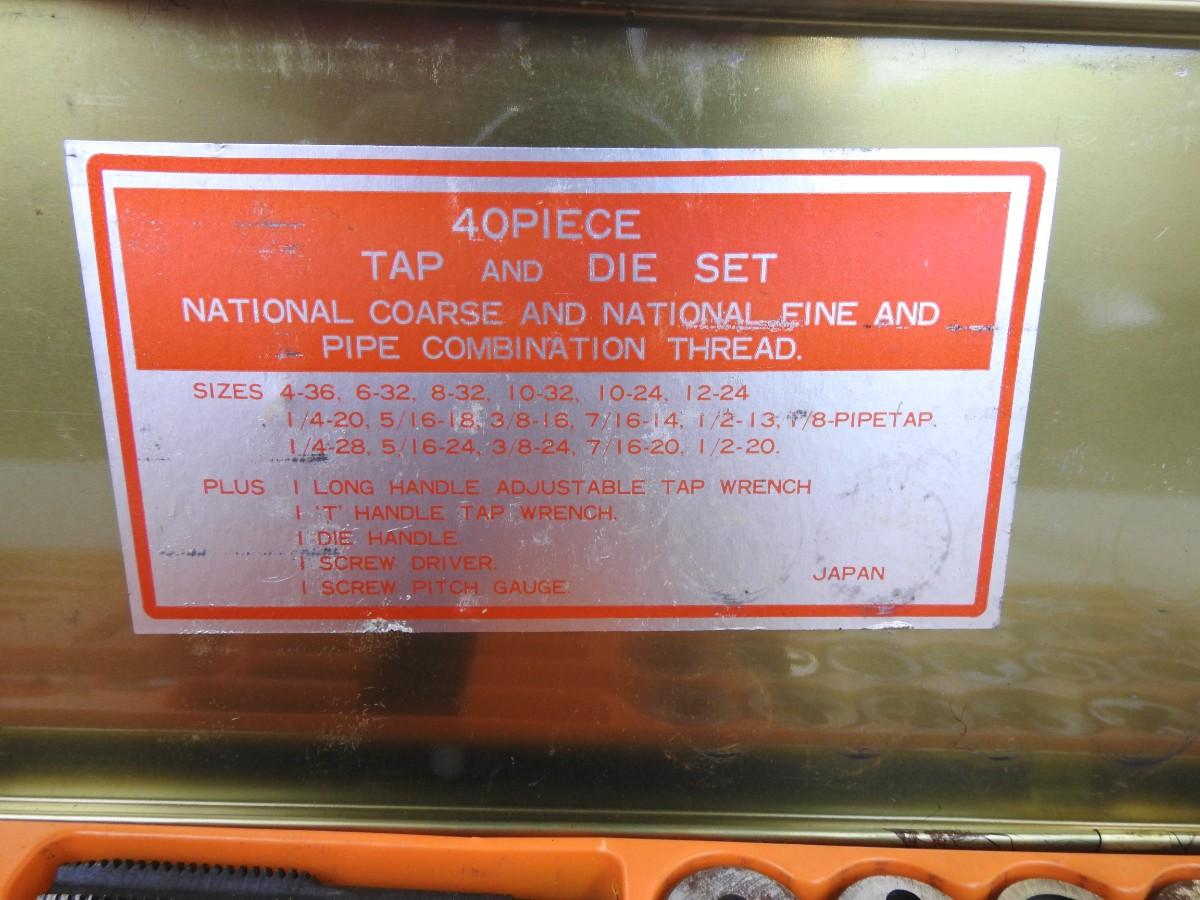 40PIECE
TAP AND DIE SET
NATIONAL COARSE AND NATIONAL FINE AND
PIPE COMBINATION THREAD.
SIZES 4-36, 6-32, 8-32, 10-32, 10-24, 12-24
1/4-20, 5/16-18, 3/8-16, 7/16-14, 1/2-13, 1/8-PIPETAP.
1/4-28, 5/16-24, 3/8-24, 7/16-20, 1/2-20.
PLUS 1 LONG HANDLE ADJUSTABLE TAP WRENCH
1 'T' HANDLE TAP WRENCH.
1 DIE HANDLE.
1 SCREW DRIVER.
1 SCREW PITCH GAUGE.
JAPAN